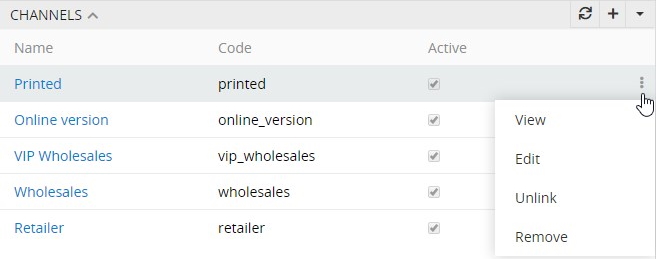 CHANNELS
Name Code Active
Printed printed
Online version online_version
View
VIP Wholesales vip_wholesales
Edit
Wholesales wholesales
Unlink
Retailer retailer
Remove